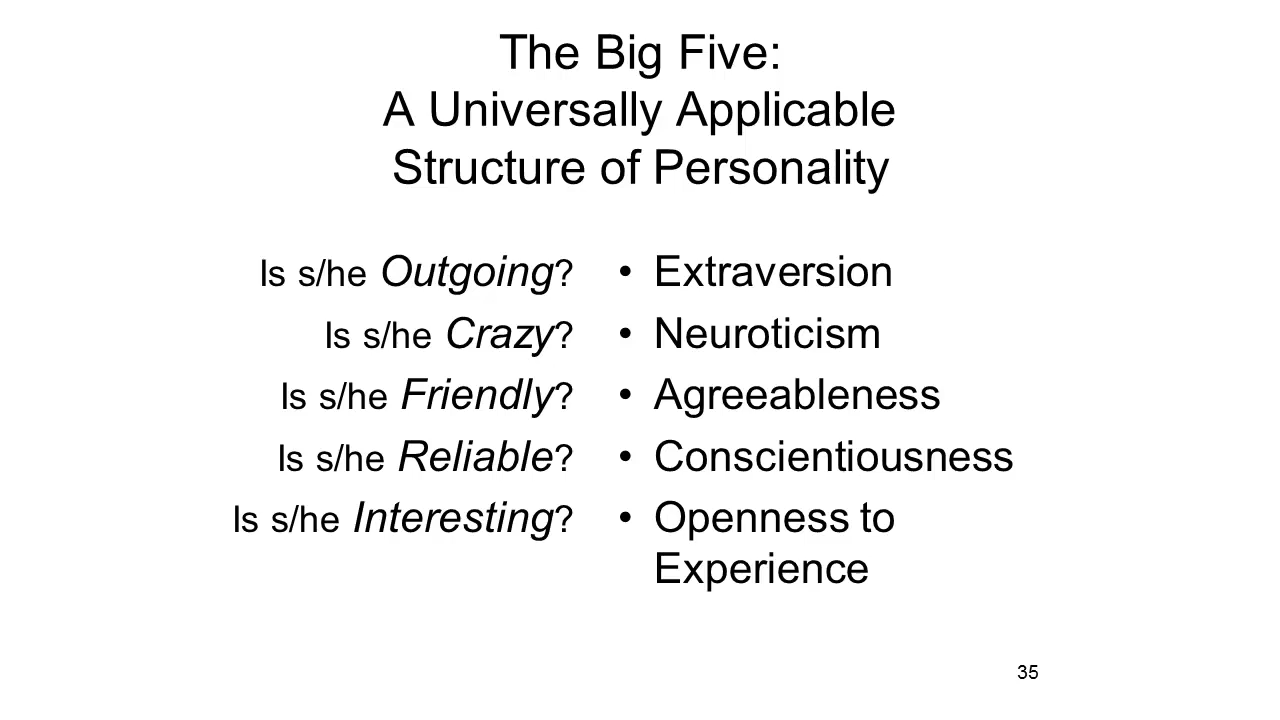 The Big Five:
A Universally Applicable
Structure of Personality
Is s/he Outgoing?
• Extraversion
Is s/he Crazy?
• Neuroticism
Is s/he Friendly?
• Agreeableness
Is s/he Reliable?
• Conscientiousness
Is s/he Interesting?
• Openness to
Experience
35